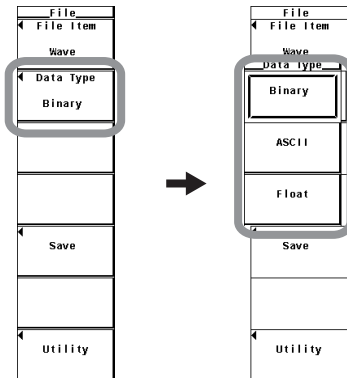 File
File Item
Wave
Data Type
Binary
Save
Utility
File
File Item
Wave
Data Type
Binary
ASCII
Float
Save
Utility